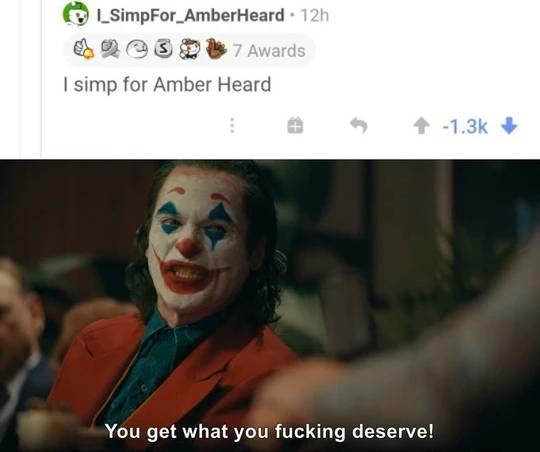 I_SimpFor_AmberHeard • 12h
7 Awards
I simp for Amber Heard
-1.3k
You get what you fucking deserve!